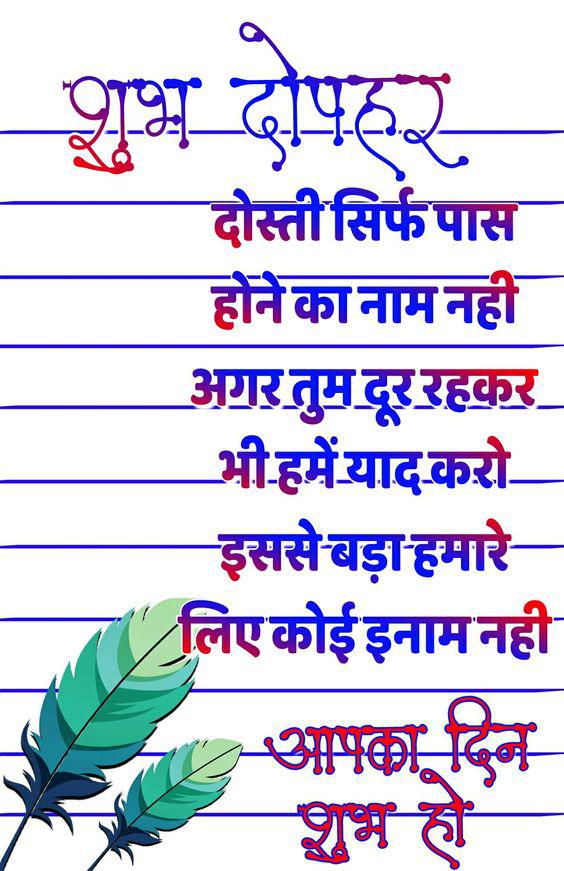 शुभ दोपहर
दोस्ती सिर्फ पास
होने का नाम नही
अगर तुम दूर रहकर
भी हमें याद करो
इससे बड़ा हमारे
लिए कोई इनाम नही
आपका दिन
शुभ हो